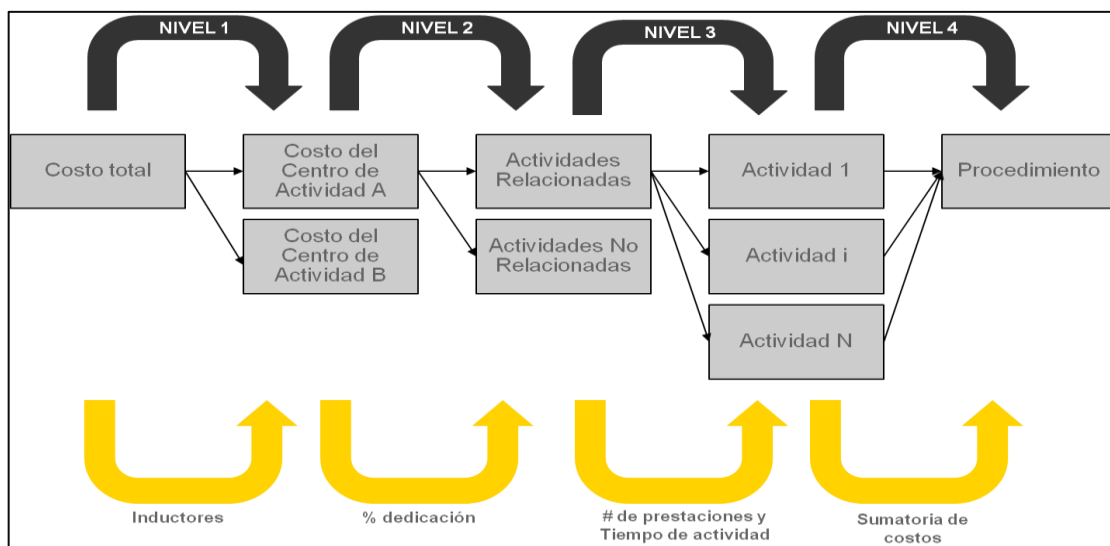 NIVEL 1
NIVEL 2
NIVEL 3
NIVEL 4
Costo total
Costo del
Centro de
Actividad A
Actividades
Relacionadas
Actividad 1
Procedimiento
Costo del
Centro de
Actividad B
Actividades No
Relacionadas
Actividad i
Actividad N
Inductores
% dedicación
# de prestaciones y
Tiempo de actividad
Sumatoria de
costos